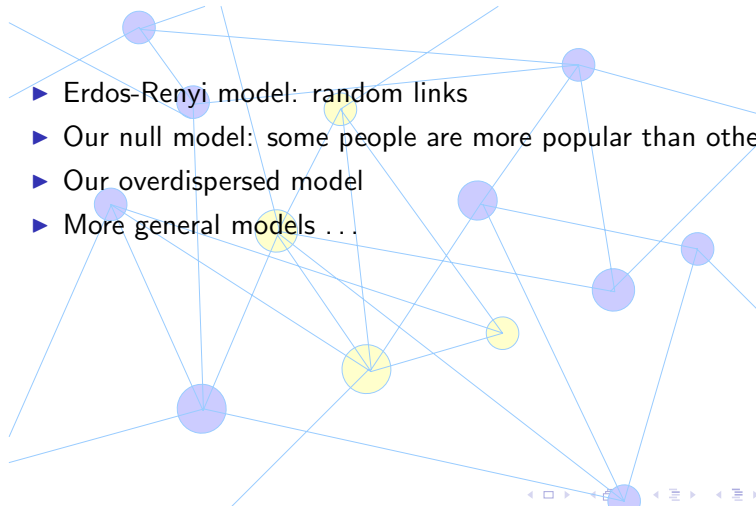 ▶ Erdos-Renyi model: random links
▶ Our null model: some people are more popular than othe
▶ Our overdispersed model
▶ More general models . . .